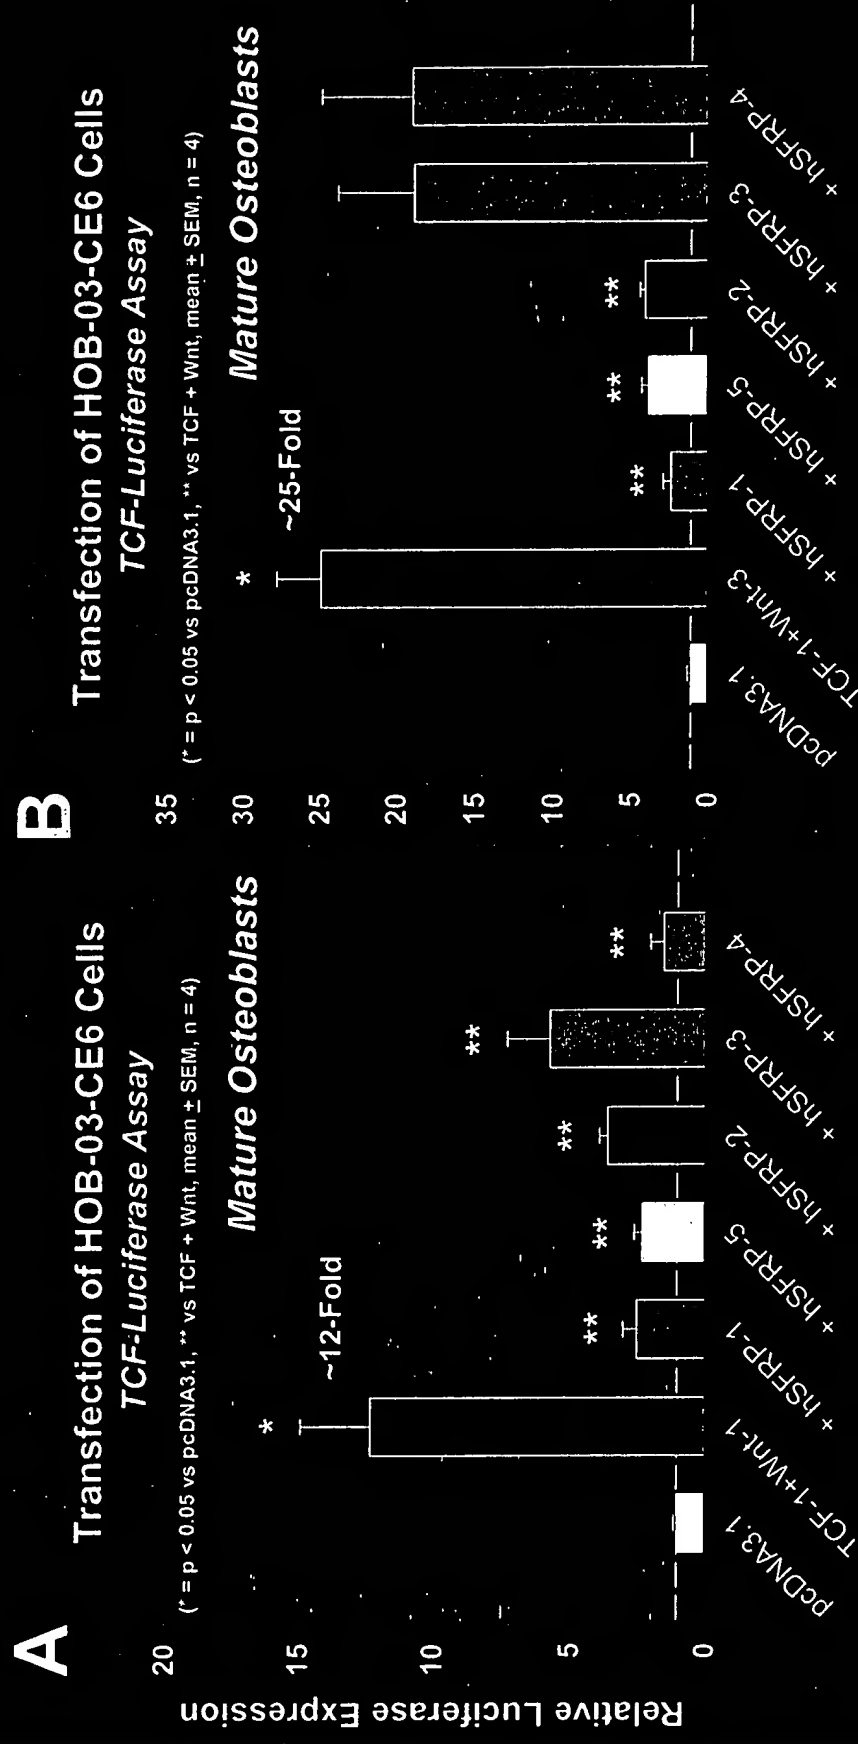 A
Transfection of HOB-03-CE6 Cells
TCF-Luciferase Assay
(* = p < 0.05 vs pcDNA3.1, ** vs TCF + Wnt, mean ± SEM, n = 4)
Mature Osteoblasts
Relative Luciferase Expression
20
15
10
5
0
*
~12-Fold
**
**
**
**
**
pcDNA3.1
TCF-1+Wnt-1
+ hSFRP-1
+ hSFRP-5
+ hSFRP-2
+ hSFRP-3
+ hSFRP-4
B
Transfection of HOB-03-CE6 Cells
TCF-Luciferase Assay
(* = p < 0.05 vs pcDNA3.1, ** vs TCF + Wnt, mean ± SEM, n = 4)
Mature Osteoblasts
35
30
25
20
15
10
5
0
*
~25-Fold
**
**
**
pcDNA3.1
TCF-1+Wnt-3
+ hSFRP-1
+ hSFRP-5
+ hSFRP-2
+ hSFRP-3
+ hSFRP-4